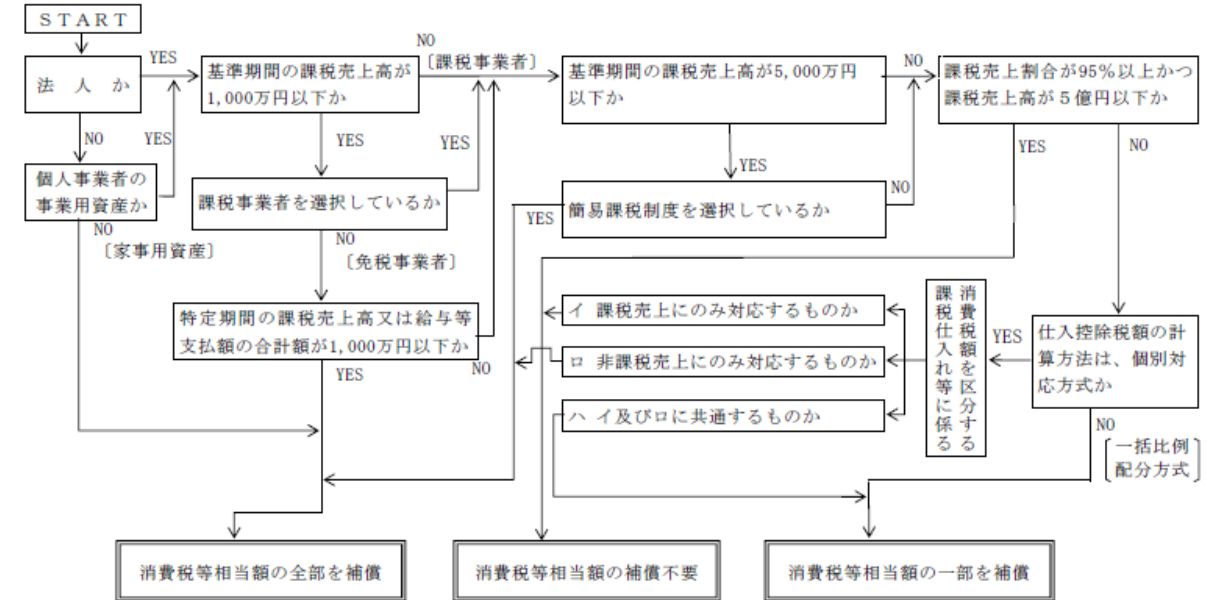 ＳＴＡＲＴ
法　人　か
YES
NO
YES
個人事業者の
事業用資産か
NO
〔家事用資産〕
基準期間の課税売上高が
1,000万円以下か
NO
〔課税事業者〕
YES
YES
課税事業者を選択しているか
NO
〔免税事業者〕
特定期間の課税売上高又は給与等
支払額の合計額が1,000万円以下か
YES
NO
基準期間の課税売上高が5,000万円
以下か
NO
YES
簡易課税制度を選択しているか
YES
NO
課税売上割合が95％以上かつ
課税売上高が５億円以下か
YES
NO
仕入控除税額の計
算方法は、個別対
応方式か
YES
NO
〔一括比例
配分方式〕
消費税額を区分する
課税仕入れ等に係る
イ 課税売上にのみ対応するものか
ロ 非課税売上にのみ対応するものか
ハ イ及びロに共通するものか
消費税等相当額の全部を補償
消費税等相当額の補償不要
消費税等相当額の一部を補償